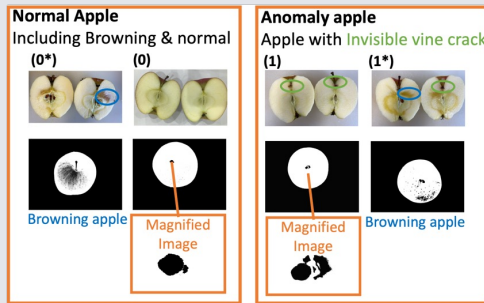 Normal Apple
Including Browning & normal
(0*)
(0)
Browning apple
Magnified
Image
Anomaly apple
Apple with Invisible vine crack
(1)
(1*)
Magnified
Image
Browning apple